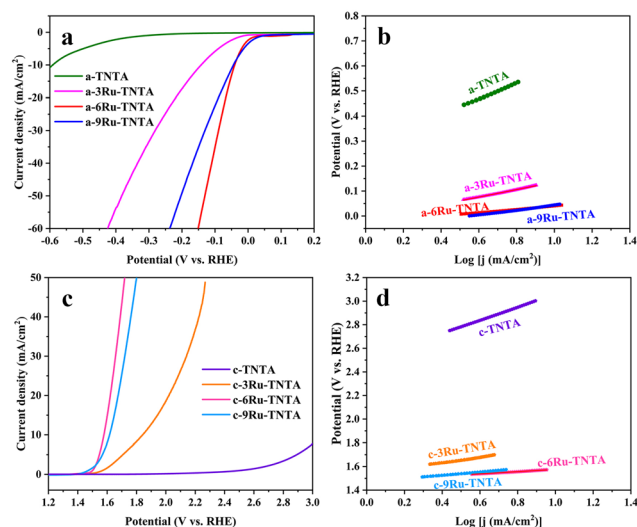 a
a-TNTA
a-3Ru-TNTA
a-6Ru-TNTA
a-9Ru-TNTA
Current density (mA/cm²)
0
-10
-20
-30
-40
-50
-60
-0.6 -0.5 -0.4 -0.3 -0.2 -0.1 0.0 0.1 0.2
Potential (V vs. RHE)
b
a-TNTA
a-3Ru-TNTA
a-6Ru-TNTA
a-9Ru-TNTA
Potential (V vs. RHE)
0.8
0.7
0.6
0.5
0.4
0.3
0.2
0.1
0.0
0.0 0.2 0.4 0.6 0.8 1.0 1.2 1.4
Log [j (mA/cm²)]
c
c-TNTA
c-3Ru-TNTA
c-6Ru-TNTA
c-9Ru-TNTA
Current density (mA/cm²)
50
40
30
20
10
0
1.2 1.4 1.6 1.8 2.0 2.2 2.4 2.6 2.8 3.0
Potential (V vs. RHE)
d
c-TNTA
c-3Ru-TNTA
c-6Ru-TNTA
c-9Ru-TNTA
Potential (V vs. RHE)
3.2
3.0
2.8
2.6
2.4
2.2
2.0
1.8
1.6
1.4
0.0 0.2 0.4 0.6 0.8 1.0 1.2 1.4
Log [j (mA/cm²)]